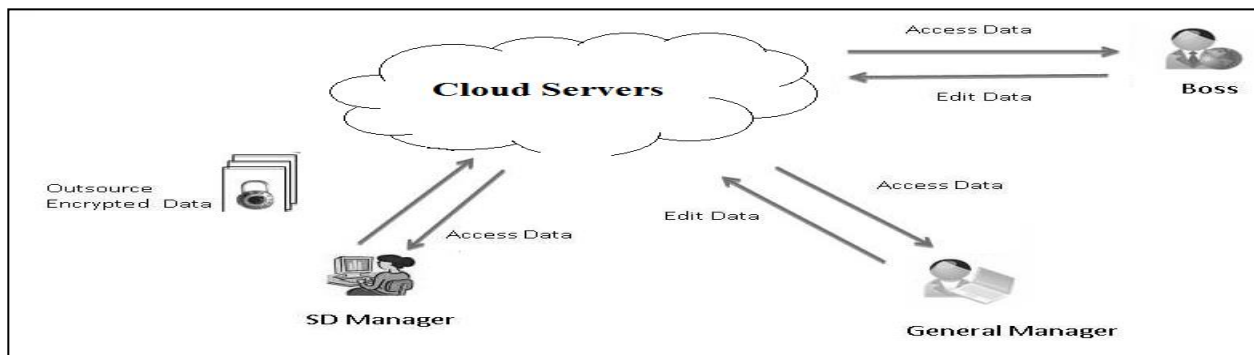 Access Data
Cloud Servers
Edit Data
Boss
Outsource
Encrypted Data
Access Data
Edit Data
Access Data
SD Manager
General Manager